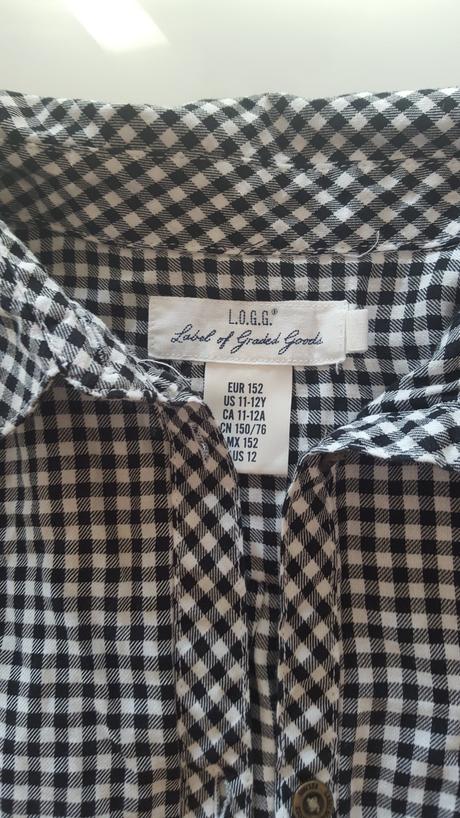 L.O.G.G.®
Label of Graded Goods
EUR 152
US 11-12Y
CA 11-12A
CN 150/76
MX 152
AUS 12